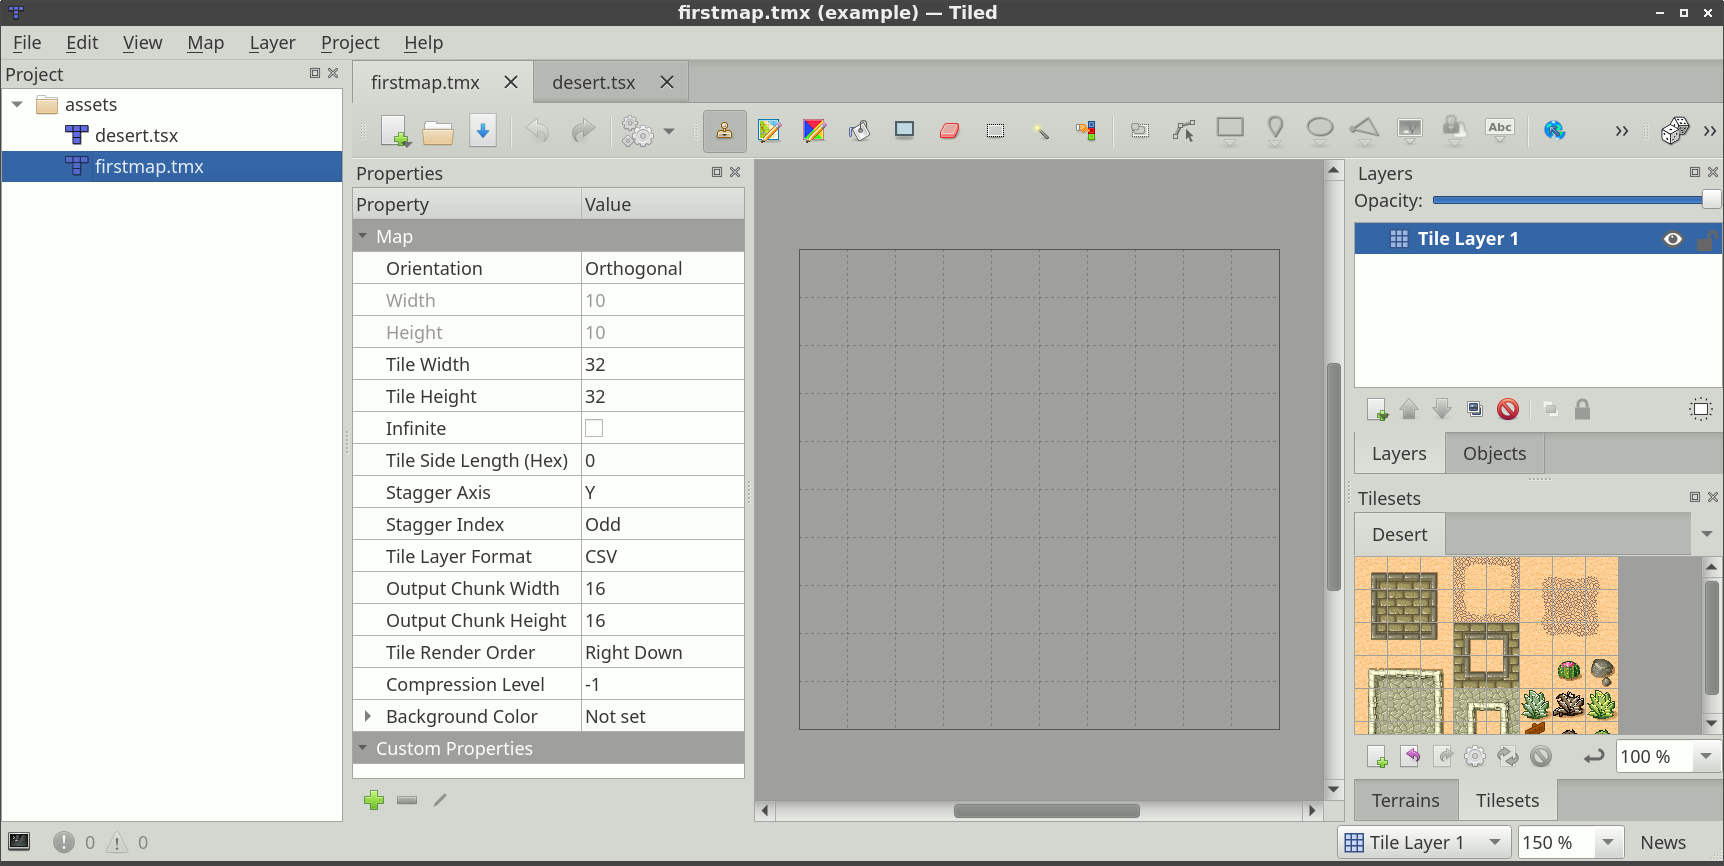 firstmap.tmx (example) — Tiled
File Edit View Map Layer Project Help
Project
assets
desert.tsx
firstmap.tmx
firstmap.tmx desert.tsx
Abc
Properties
Property Value
Map
Orientation Orthogonal
Width 10
Height 10
Tile Width 32
Tile Height 32
Infinite
Tile Side Length (Hex) 0
Stagger Axis Y
Stagger Index Odd
Tile Layer Format CSV
Output Chunk Width 16
Output Chunk Height 16
Tile Render Order Right Down
Compression Level -1
Background Color Not set
Custom Properties
Layers
Opacity:
Tile Layer 1
Layers Objects
Tilesets
Desert
100 %
Terrains Tilesets
0 0
Tile Layer 1 150 % News